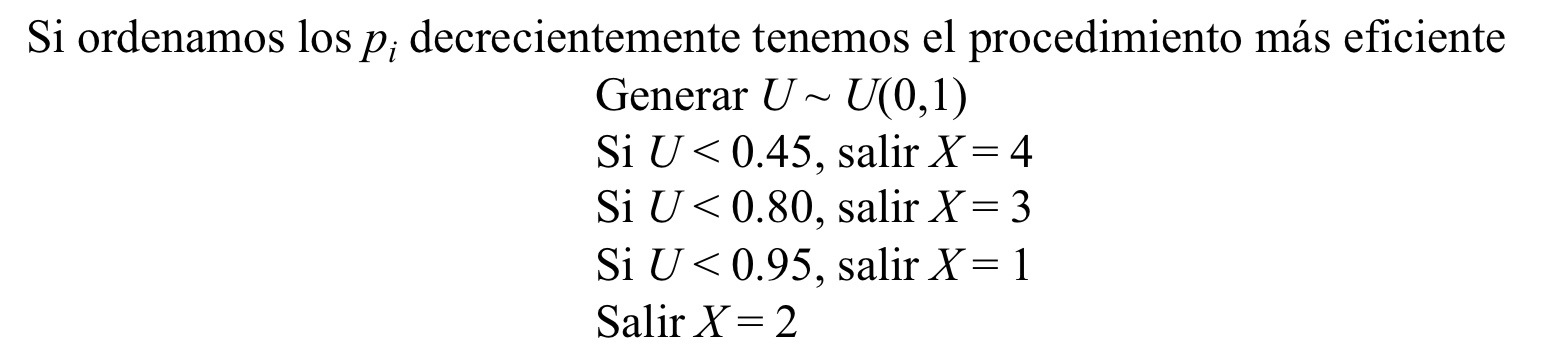 Si ordenamos los pᵢ decrecientemente tenemos el procedimiento más eficiente
Generar U ~ U(0,1)
Si U < 0.45, salir X = 4
Si U < 0.80, salir X = 3
Si U < 0.95, salir X = 1
Salir X = 2